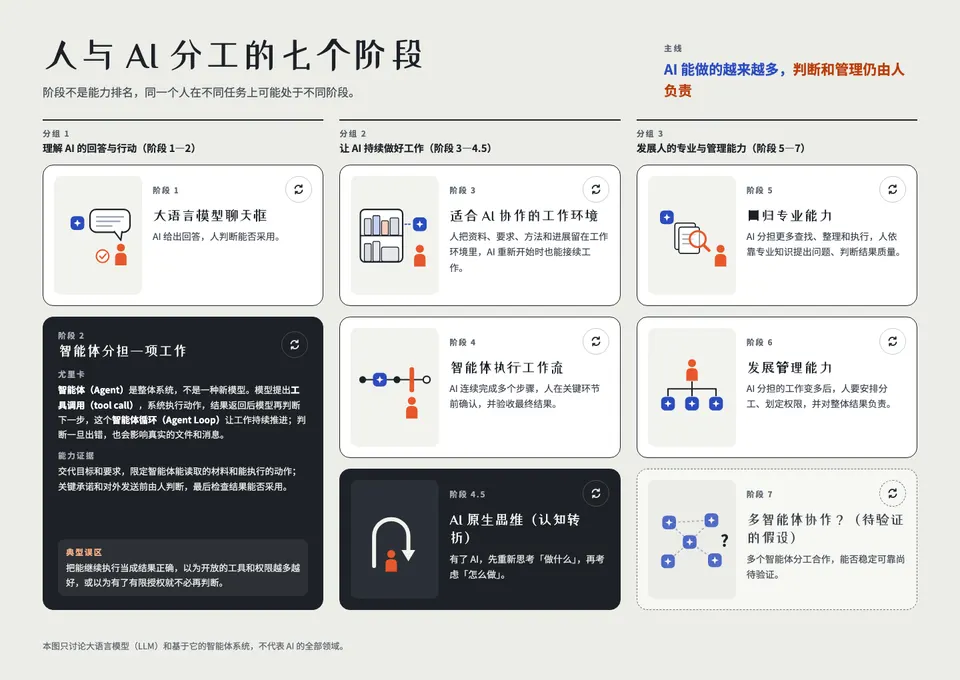 人与 AI 分工的七个阶段
阶段不是能力排名，同一个人在不同任务上可能处于不同阶段。
主线
AI 能做的越来越多，判断和管理仍由人
负责
分组 1
理解 AI 的回答与行动（阶段 1—2）
阶段 1
大语言模型聊天框
AI 给出回答，人判断能否采用。
阶段 2
智能体分担一项工作
尤里卡
智能体（Agent）是整体系统，不是一种新模型。模型提出工
具调用（tool call），系统执行动作，结果返回后模型再判断
下一步，这个智能体循环（Agent Loop）让工作持续推进；判
断一旦出错，也会影响真实的文件和消息。
能力证据
交代目标和要求，限定智能体能读取的材料和能执行的动作；
关键承诺和对外发送前由人判断，最后检查结果能否采用。
典型误区
把能继续执行当成结果正确，以为开放的工具和权限越多越
好，或以为有了有限授权就不必再判断。
分组 2
让 AI 持续做好工作（阶段 3—4.5）
阶段 3
适合 AI 协作的工作环境
人把资料、要求、方法和进展留在工作
环境里，AI 重新开始时也能接续工
作。
阶段 4
智能体执行工作流
AI 连续完成多个步骤，人在关键环节
前确认，并验收最终结果。
阶段 4.5
AI 原生思维（认知转
折）
有了 AI，先重新思考「做什么」，再考
虑「怎么做」。
分组 3
发展人的专业与管理能力（阶段 5—7）
阶段 5
归专业能力
AI 分担更多查找、整理和执行，人依
靠专业知识提出问题、判断结果质量。
阶段 6
发展管理能力
AI 分担的工作变多后，人要安排分
工、划定权限，并对整体结果负责。
阶段 7
?
多智能体协作？（待验证
的假设）
多个智能体分工合作，能否稳定可靠尚
待验证。
本图只讨论大语言模型（LLM）和基于它的智能体系统，不代表 AI 的全部领域。